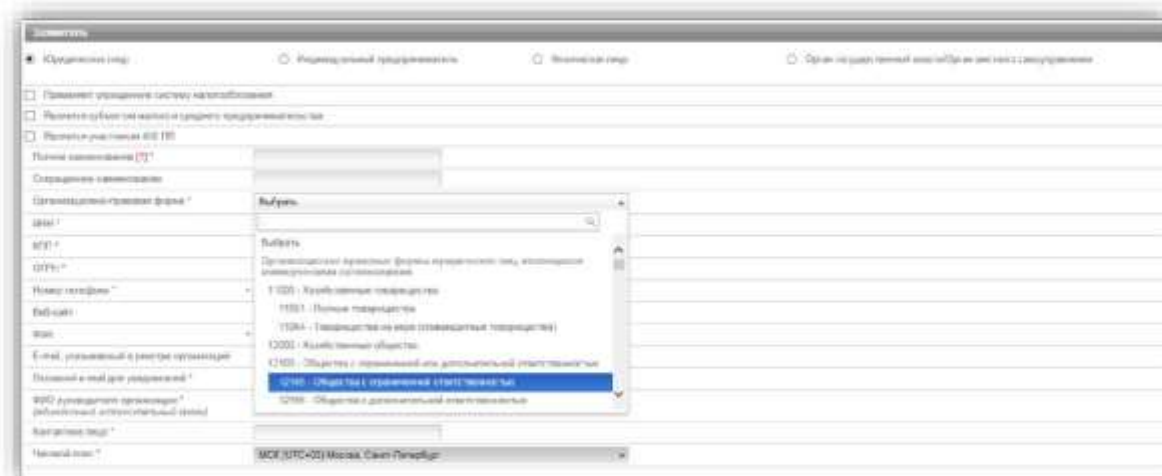 Заявитель
Юридическое лицо
Индивидуальный предприниматель
Физическое лицо
Орган государственной власти/Орган местного самоуправления
Применяет упрощенную систему налогообложения
Является субъектом малого и среднего предпринимательства
Является участником
Полное наименование [?] *
Сокращенное наименование
Организационно-правовая форма *
Выбрать
ИНН *
КПП *
Выбрать
Организационно-правовые формы юридических лиц, являющихся коммерческими организациями
ОГРН *
11000 - Хозяйственные товарищества
Номер телефона *
11051 - Полные товарищества
Веб-сайт
11064 - Товарищества на вере (коммандитные товарищества)
Факс
12000 - Хозяйственные общества
E-mail, указываемый в реестре организаций
12100 - Общества с ограниченной или дополнительной ответственностью
Основной e-mail для уведомлений *
12165 - Общества с ограниченной ответственностью
ФИО руководителя организации *
- Общества с дополнительной ответственностью
Контактное лицо *
Часовой пояс *
МСК Москва, Санкт-Петербург